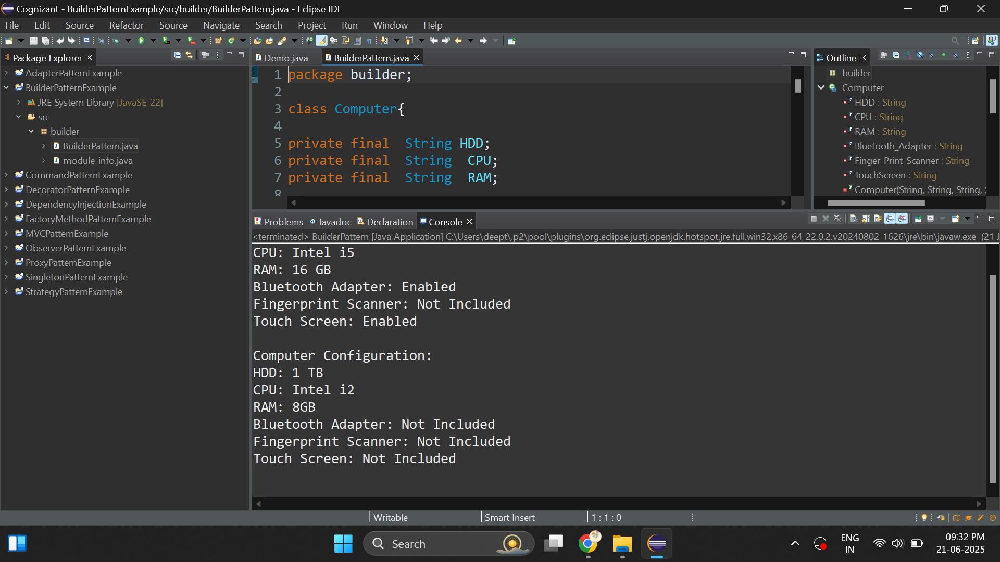 Cognizant - BuilderPatternExample/src/builder/BuilderPattern.java - Eclipse IDE
File Edit Source Refactor Source Navigate Search Project Run Window Help
Package Explorer
AdapterPatternExample
BuilderPatternExample
JRE System Library [JavaSE-22]
src
builder
BuilderPattern.java
module-info.java
CommandPatternExample
DecoratorPatternExample
DependencyInjectionExample
FactoryMethodPatternExample
MVCPatternExample
ObserverPatternExample
ProxyPatternExample
SingletonPatternExample
StrategyPatternExample
Demo.java BuilderPattern.java
1 package builder;
2
3 class Computer{
4
5 private final  String HDD;
6 private final  String  CPU;
7 private final  String  RAM;
8
Outline
builder
Computer
HDD : String
CPU : String
RAM : String
Bluetooth_Adapter : String
Finger_Print_Scanner : String
TouchScreen : String
Computer(String, String, String,
Problems Javadoc Declaration Console
<terminated> BuilderPattern [Java Application] C:\Users\deept\.p2\pool\plugins\org.eclipse.justj.openjdk.hotspot.jre.full.win32.x86_64_22.0.2.v20240802-1626\jre\bin\javaw.exe (21 J
CPU: Intel i5
RAM: 16 GB
Bluetooth Adapter: Enabled
Fingerprint Scanner: Not Included
Touch Screen: Enabled
Computer Configuration:
HDD: 1 TB
CPU: Intel i2
RAM: 8GB
Bluetooth Adapter: Not Included
Fingerprint Scanner: Not Included
Touch Screen: Not Included
Writable Smart Insert 1 : 1 : 0
Search
ENG
IN
09:32 PM
21-06-2025